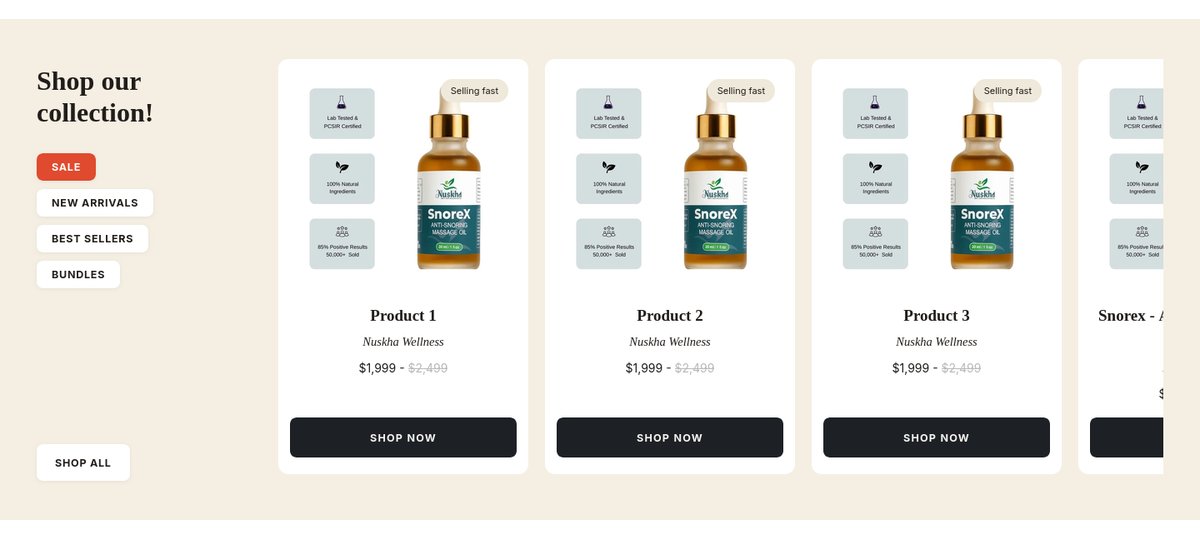 Shop our
collection!
SALE
NEW ARRIVALS
BEST SELLERS
BUNDLES
SHOP ALL
Selling fast
Lab Tested &
PCSIR Certified
100% Natural
Ingredients
85% Positive Results
50,000+ Sold
Nuskha
SnoreX
ANTI-SNORING
MASSAGE OIL
Product 1
Nuskha Wellness
$1,999 - $2,499
SHOP NOW
Selling fast
Lab Tested &
PCSIR Certified
100% Natural
Ingredients
85% Positive Results
50,000+ Sold
Nuskha
SnoreX
ANTI-SNORING
MASSAGE OIL
Product 2
Nuskha Wellness
$1,999 - $2,499
SHOP NOW
Selling fast
Lab Tested &
PCSIR Certified
100% Natural
Ingredients
85% Positive Results
50,000+ Sold
Nuskha
SnoreX
ANTI-SNORING
MASSAGE OIL
Product 3
Nuskha Wellness
$1,999 - $2,499
SHOP NOW
Lab Tested &
PCSIR Certified
100% Natural
Ingredients
85% Positive Results
50,000+ Sold
Snorex -
$